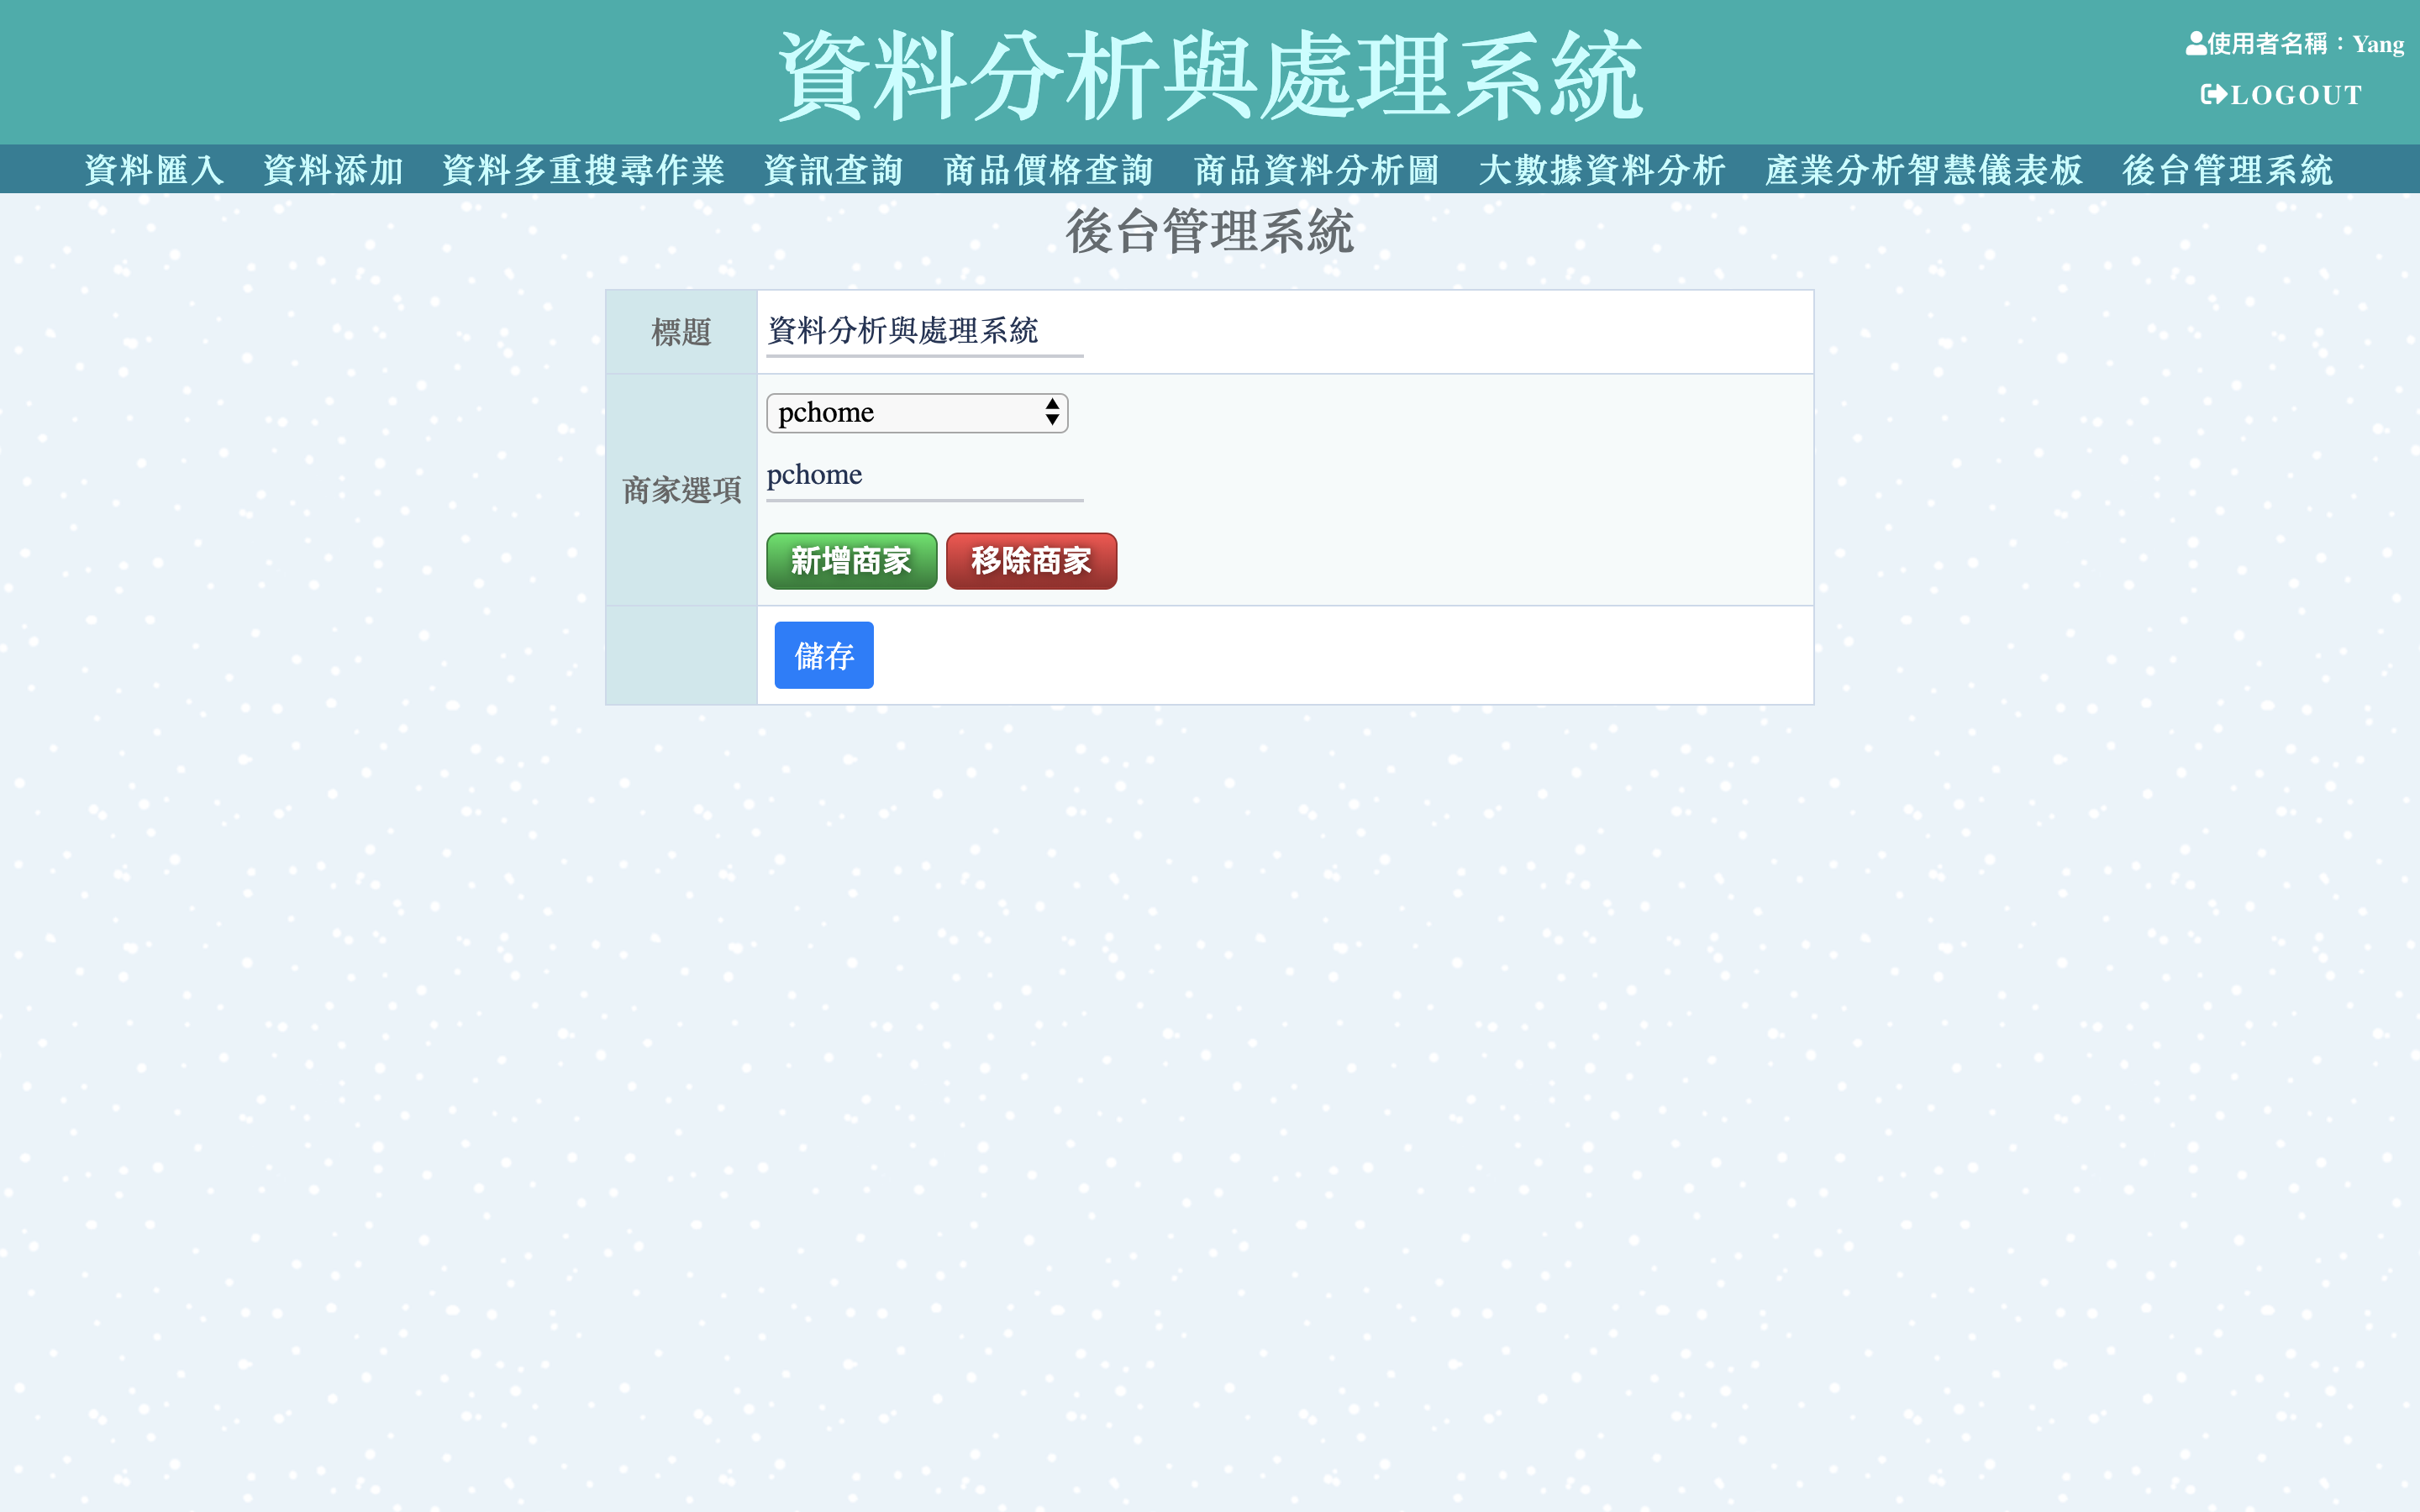 資料分析與處理系統
使用者名稱：Yang
LOGOUT
資料匯入 資料添加 資料多重搜尋作業 資訊查詢 商品價格查詢 商品資料分析圖 大數據資料分析 產業分析智慧儀表板 後台管理系統
後台管理系統
標題 資料分析與處理系統
商家選項 pchome
pchome
新增商家 移除商家
儲存